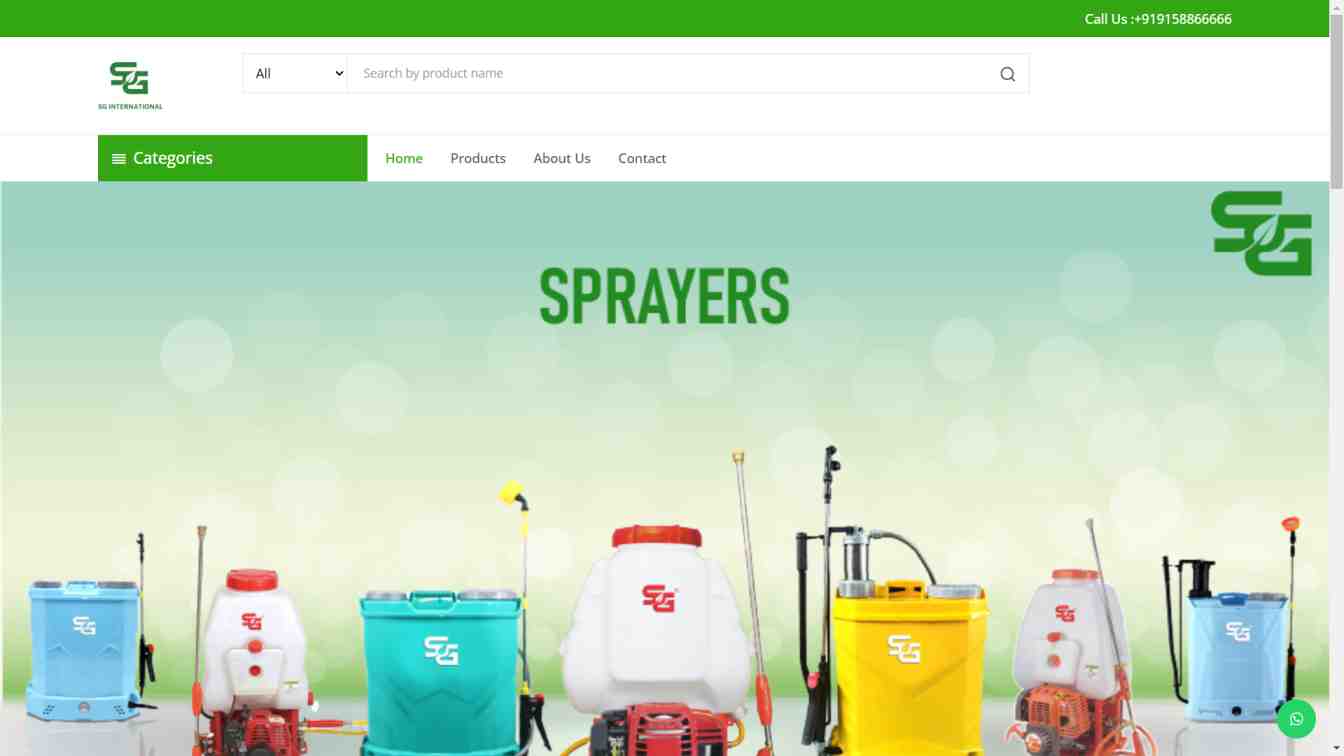 Call Us :+919158866666
SG
SG INTERNATIONAL
All
Search by product name
Categories
Home
Products
About Us
Contact
SG
SPRAYERS
SG
SG
SG
SG
SG
SG
SG